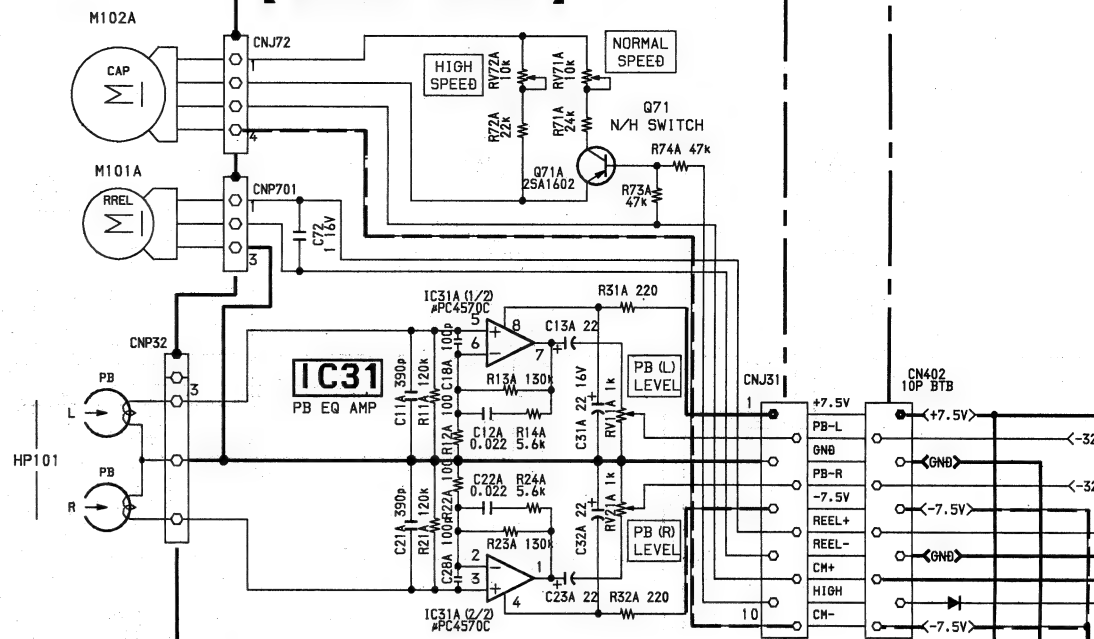 M102A
CNJ72
CAP
M
1
4
HIGH
SPEED
RV72A
10k
RV71A
10k
NORMAL
SPEED
R72A
22k
R71A
24k
Q71
N/H SWITCH
R74A 47k
Q71A
2SA1602
R73A
47k
M101A
CNP701
RREL
M
1
3
C72
1 16V
IC31A (1/2)
µPC4570C
R31A 220
5
6
8
7
C13A 22
CNP32
3
IC31
PB EQ AMP
C11A 390p
R11A 120k
C18A 100p
R12A 100
R13A 130k
C12A
0.022
R14A
5.6k
C31A 22 16V
RV11A 1k
PB (L)
LEVEL
PB
L
HP101
PB
R
C21A 390p
R21A 120k
R22A 100
C28A 100p
C22A
0.022
R24A
5.6k
R23A 130k
C32A 22
RV21A 1k
PB (R)
LEVEL
2
3
1
4
C23A 22
R32A 220
IC31A (2/2)
µPC4570C
CNJ31
1
10
+7.5V
PB-L
GND
PB-R
-7.5V
REEL+
REEL-
CM+
HIGH
CM-
CN402
10P BTB
+7.5V
-32
GND
-32
-7.5V
GND
-7.5V